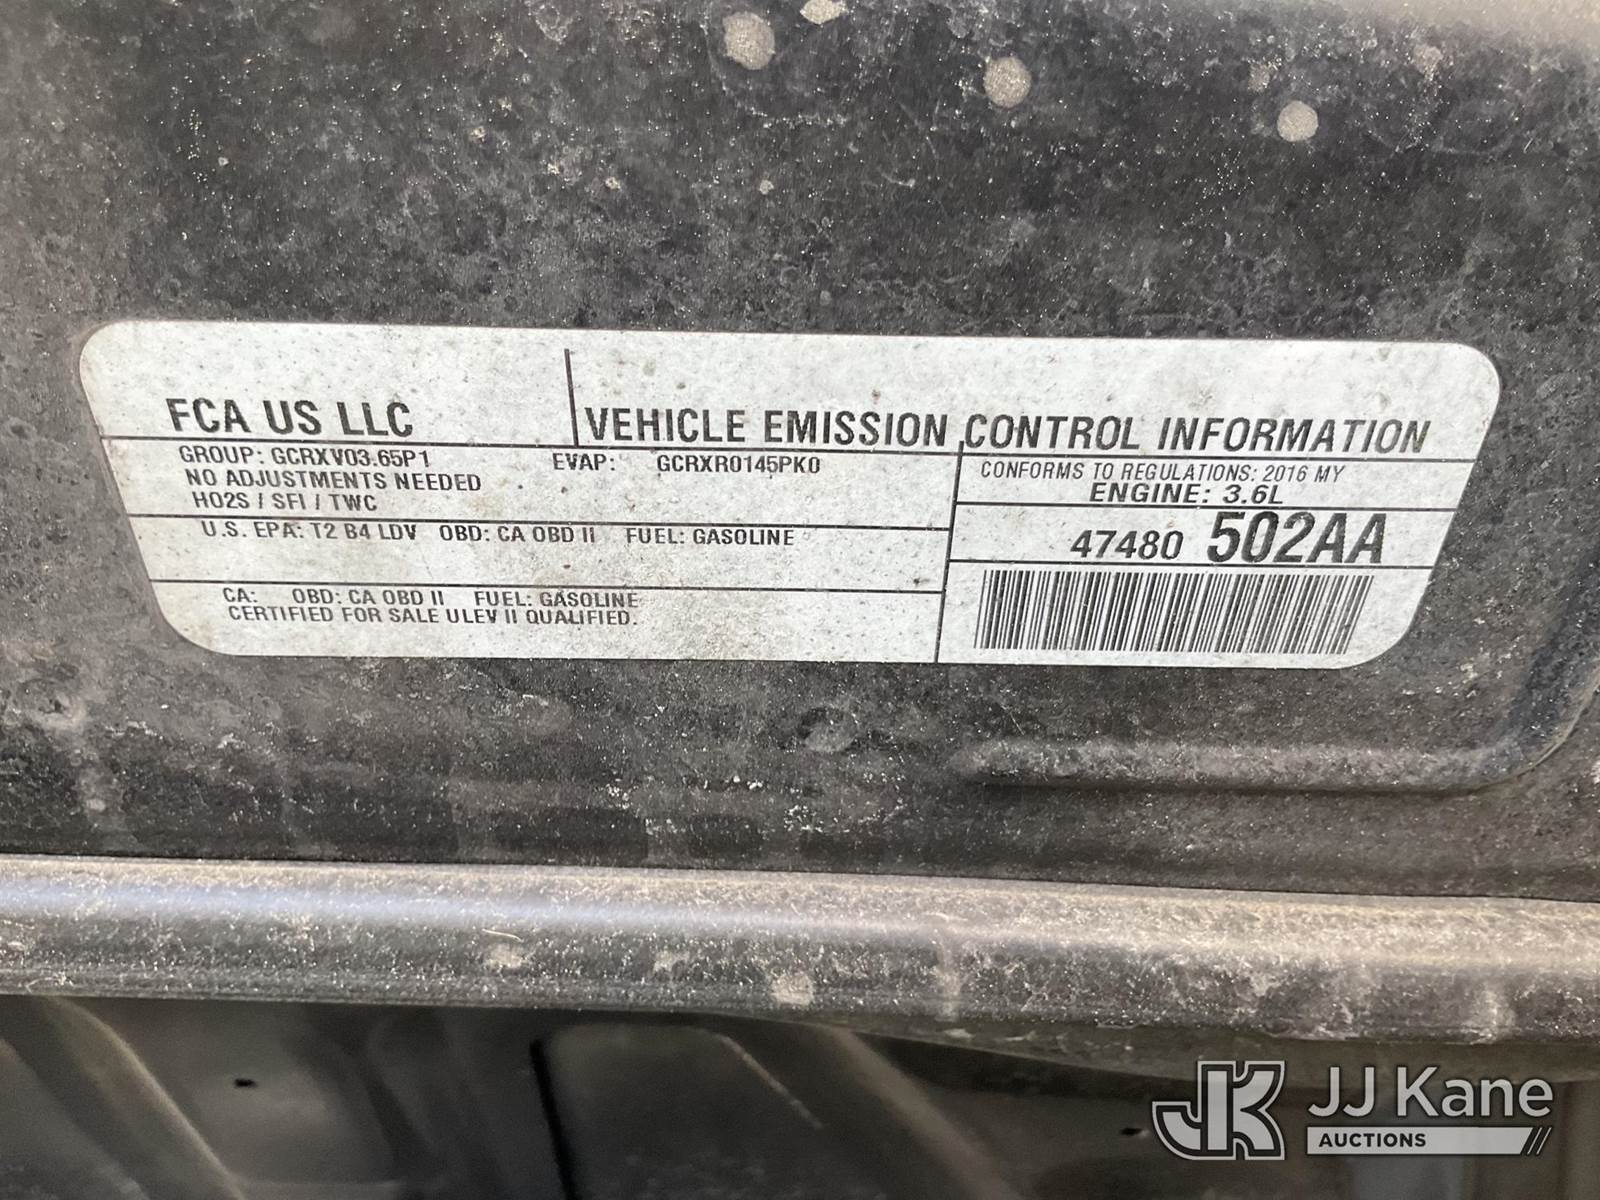 FCA US LLC
VEHICLE EMISSION CONTROL INFORMATION
GROUP: GCRXV03.65P1 EVAP: GCRXR0145PK0
NO ADJUSTMENTS NEEDED
HO2S / SFI / TWC
CONFORMS TO REGULATIONS: 2016 MY
ENGINE: 3.6L
U.S. EPA: T2 B4 LDV OBD: CA OBD II FUEL: GASOLINE
47480 502AA
CA: OBD: CA OBD II FUEL: GASOLINE
CERTIFIED FOR SALE ULEV II QUALIFIED.
JK JJ Kane
AUCTIONS